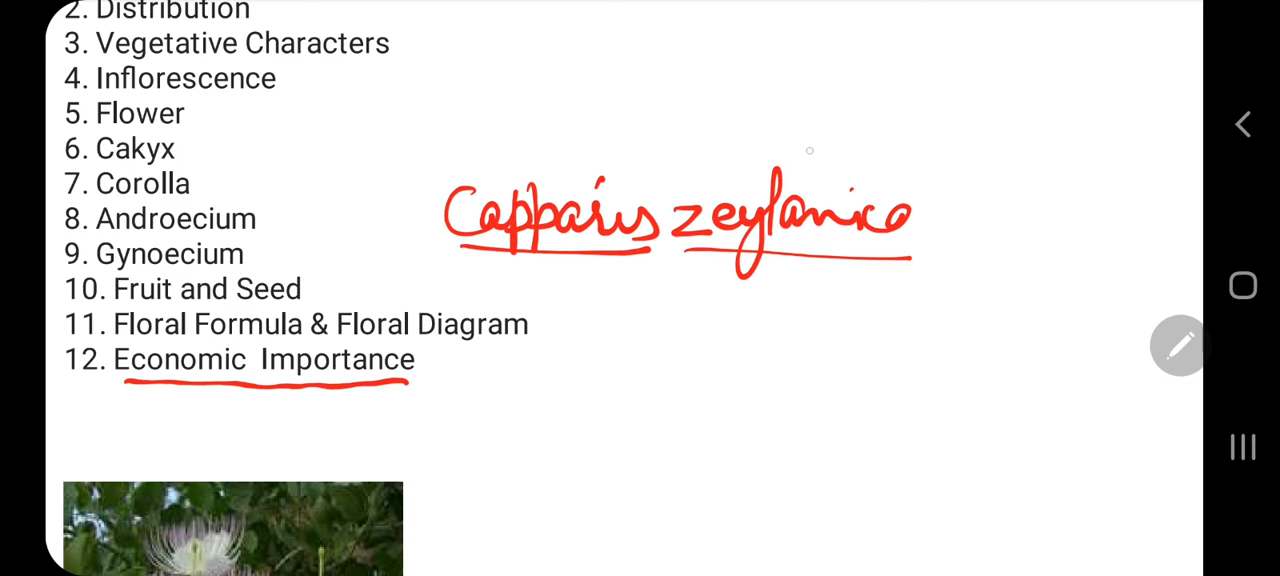 2. Distribution
3. Vegetative Characters
4. Inflorescence
5. Flower
6. Cakyx
7. Corolla
8. Androecium
Capparis zeylanica
9. Gynoecium
10. Fruit and Seed
11. Floral Formula & Floral Diagram
12. Economic Importance